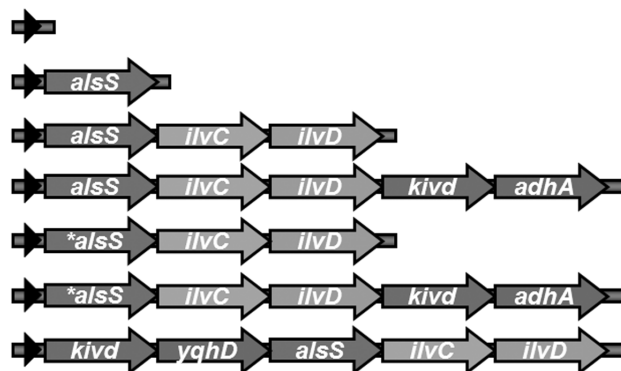 alsS
alsS ilvC ilvD
alsS ilvC ilvD kivd adhA
*alsS ilvC ilvD
*alsS ilvC ilvD kivd adhA
kivd yqhD alsS ilvC ilvD